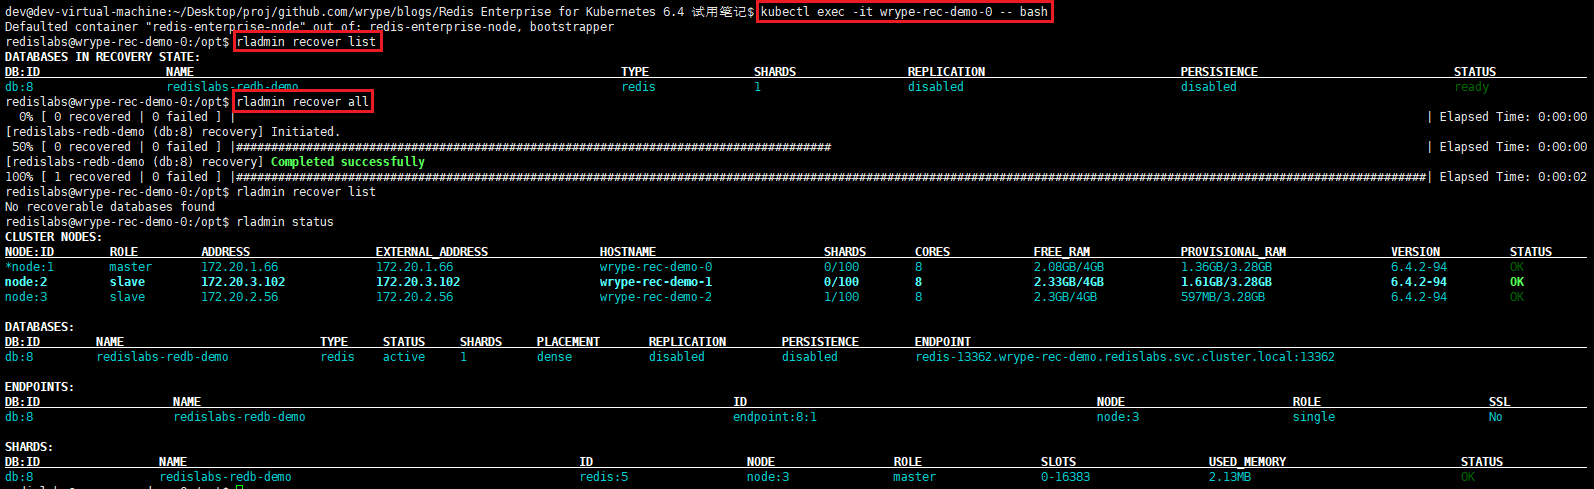 dev@dev-virtual-machine:~/Desktop/proj/github.com/wrype/blogs/Redis Enterprise for Kubernetes 6.4 试用笔记$ kubectl exec -it wrype-rec-demo-0 -- bash
Defaulted container "redis-enterprise-node" out of: redis-enterprise-node, bootstrapper
redislabs@wrype-rec-demo-0:/opt$ rladmin recover list
DATABASES IN RECOVERY STATE:
DB:ID NAME TYPE SHARDS REPLICATION PERSISTENCE STATUS
db:8 redislabs-redb-demo redis 1 disabled disabled ready
redislabs@wrype-rec-demo-0:/opt$ rladmin recover all
0% [ 0 recovered | 0 failed ] | | Elapsed Time: 0:00:00
[redislabs-redb-demo (db:8) recovery] Initiated.
50% [ 0 recovered | 0 failed ] |##################################################################################### | Elapsed Time: 0:00:00
[redislabs-redb-demo (db:8) recovery] Completed successfully
100% [ 1 recovered | 0 failed ] |##########################################################################################################################################################################| Elapsed Time: 0:00:02
redislabs@wrype-rec-demo-0:/opt$ rladmin recover list
No recoverable databases found
redislabs@wrype-rec-demo-0:/opt$ rladmin status
CLUSTER NODES:
NODE:ID ROLE ADDRESS EXTERNAL_ADDRESS HOSTNAME SHARDS CORES FREE_RAM PROVISIONAL_RAM VERSION STATUS
*node:1 master 172.20.1.66 172.20.1.66 wrype-rec-demo-0 0/100 8 2.08GB/4GB 1.36GB/3.28GB 6.4.2-94 OK
node:2 slave 172.20.3.102 172.20.3.102 wrype-rec-demo-1 0/100 8 2.33GB/4GB 1.61GB/3.28GB 6.4.2-94 OK
node:3 slave 172.20.2.56 172.20.2.56 wrype-rec-demo-2 1/100 8 2.3GB/4GB 597MB/3.28GB 6.4.2-94 OK
DATABASES:
DB:ID NAME TYPE STATUS SHARDS PLACEMENT REPLICATION PERSISTENCE ENDPOINT
db:8 redislabs-redb-demo redis active 1 dense disabled disabled redis-13362.wrype-rec-demo.redislabs.svc.cluster.local:13362
ENDPOINTS:
DB:ID NAME ID NODE ROLE SSL
db:8 redislabs-redb-demo endpoint:8:1 node:3 single No
SHARDS:
DB:ID NAME ID NODE ROLE SLOTS USED_MEMORY STATUS
db:8 redislabs-redb-demo redis:5 node:3 master 0-16383 2.13MB OK
redislabs@wrype-rec-demo-0:/opt$